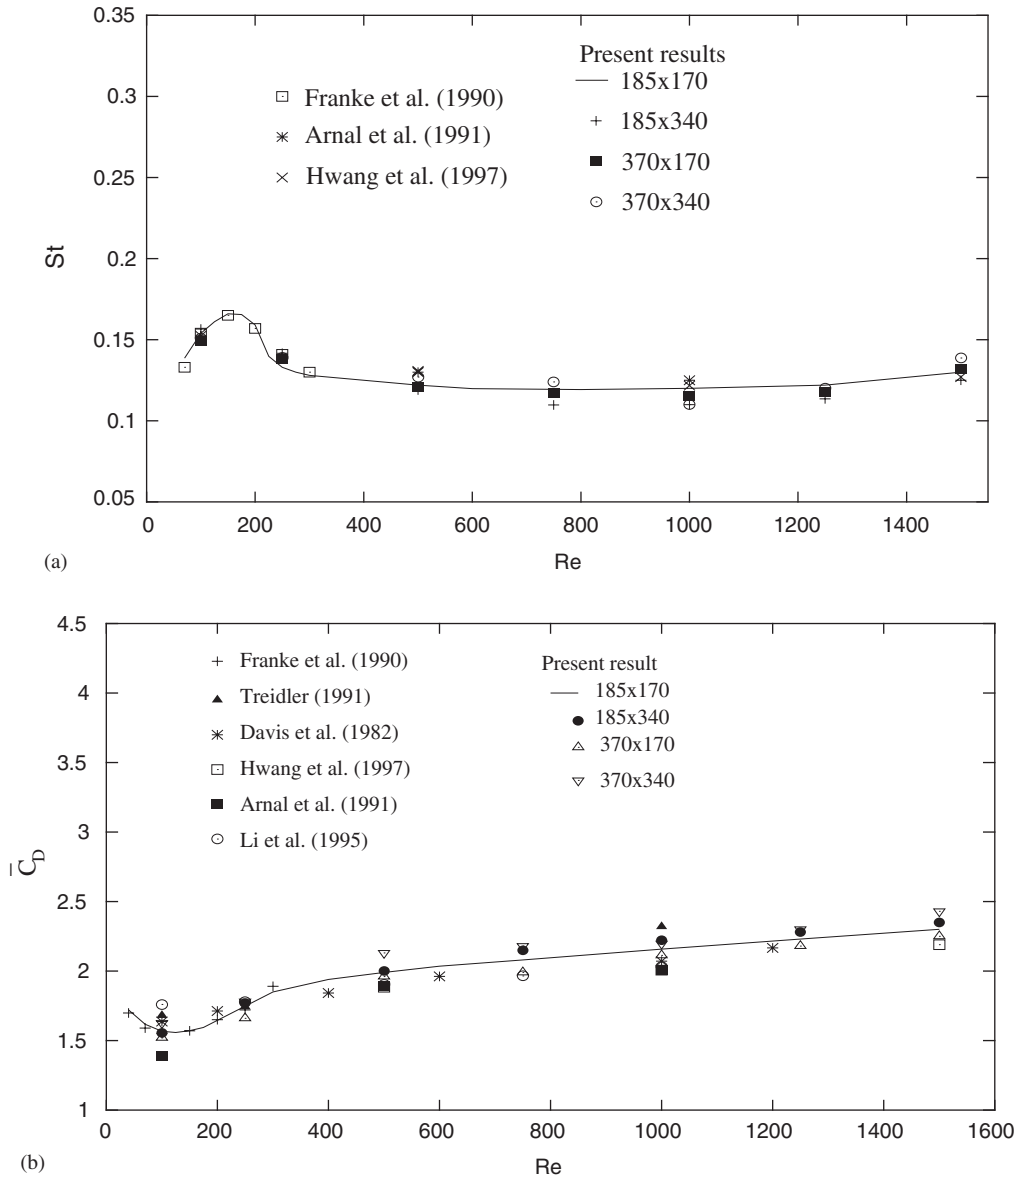 0.35
0.3
0.25
0.2
0.15
0.1
0.05
St
Franke et al. (1990)
Arnal et al. (1991)
Hwang et al. (1997)
Present results
185x170
185x340
370x170
370x340
0 200 400 600 800 1000 1200 1400
Re
(a)
4.5
4
3.5
3
2.5
2
1.5
1
C̅D
Franke et al. (1990)
Treidler (1991)
Davis et al. (1982)
Hwang et al. (1997)
Arnal et al. (1991)
Li et al. (1995)
Present result
185x170
185x340
370x170
370x340
0 200 400 600 800 1000 1200 1400 1600
Re
(b)